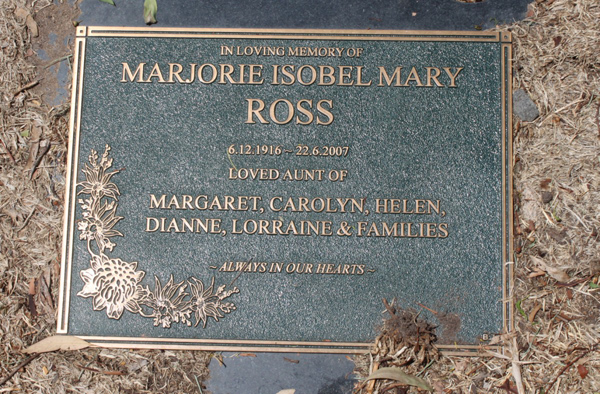 IN LOVING MEMORY OF
MARJORIE ISOBEL MARY
ROSS
6.12.1916 ~ 22.6.2007
LOVED AUNT OF
MARGARET, CAROLYN, HELEN,
DIANNE, LORRAINE & FAMILIES
~ ALWAYS IN OUR HEARTS ~